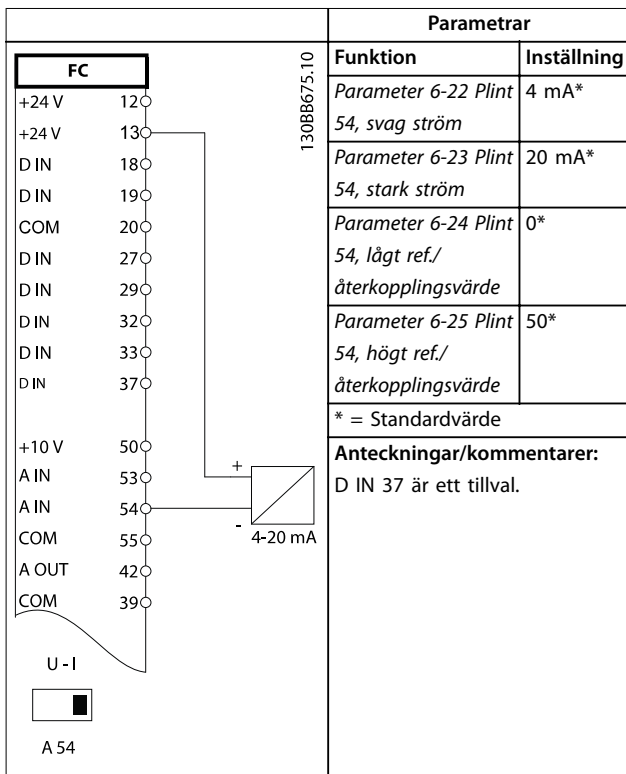 Parametrar
FC
130BB675.10
Funktion Inställning
+24 V 12
+24 V 13
D IN 18
D IN 19
COM 20
D IN 27
D IN 29
D IN 32
D IN 33
D IN 37
+10 V 50
A IN 53
A IN 54
COM 55
A OUT 42
COM 39
U - I
A 54
+
-
4-20 mA
Parameter 6-22 Plint 4 mA*
54, svag ström
Parameter 6-23 Plint 20 mA*
54, stark ström
Parameter 6-24 Plint 0*
54, lågt ref./
återkopplingsvärde
Parameter 6-25 Plint 50*
54, högt ref./
återkopplingsvärde
* = Standardvärde
Anteckningar/kommentarer:
D IN 37 är ett tillval.